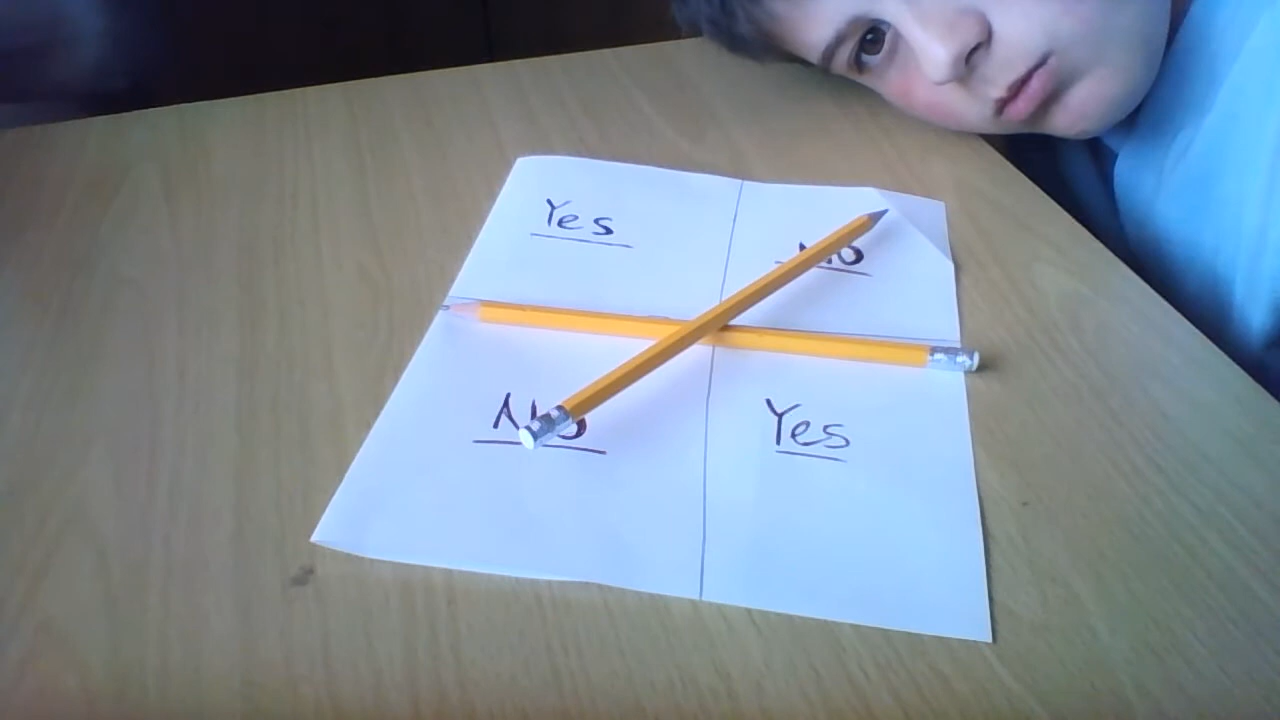 Yes No
No Yes